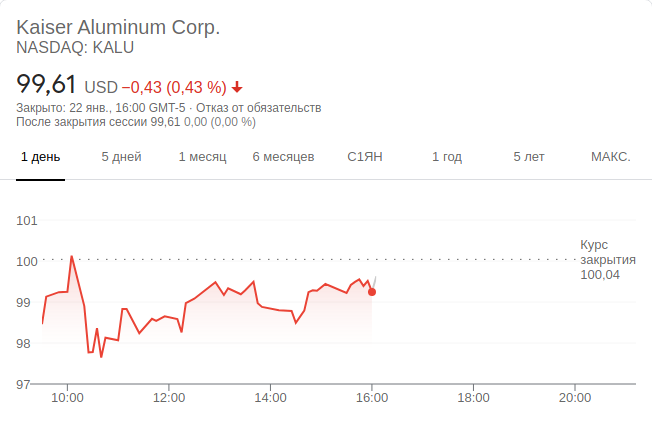 Kaiser Aluminum Corp.
NASDAQ: KALU
99,61 USD −0,43 (0,43 %)
Закрыто: 22 янв., 16:00 GMT-5 · Отказ от обязательств
После закрытия сессии 99,61 0,00 (0,00 %)
1 день 5 дней 1 месяц 6 месяцев С1ЯН 1 год 5 лет МАКС.
101
Курс
100 закрытия
100,04
99
98
97
10:00 12:00 14:00 16:00 18:00 20:00